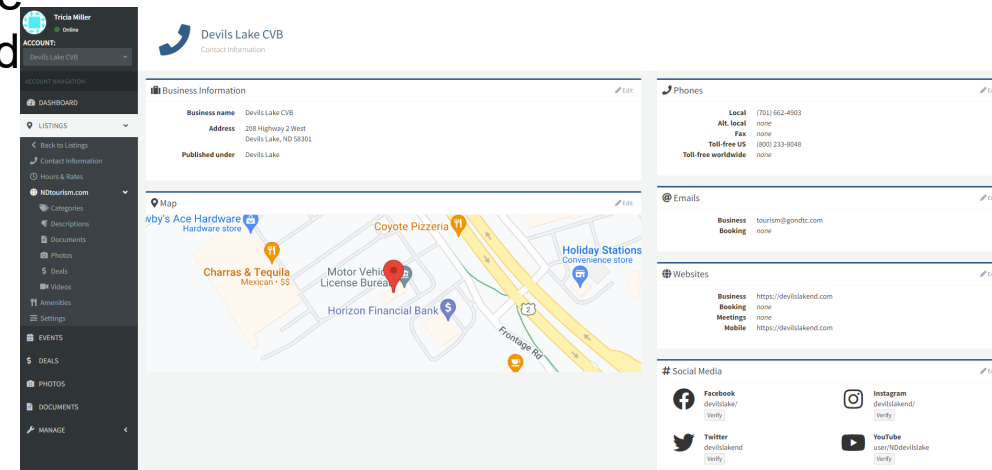 Tricia Miller
Online
ACCOUNT:
Devils Lake CVB
ACCOUNT NAVIGATION
DASHBOARD
LISTINGS
Back to Listings
Contact Information
Hours & Rates
NDtourism.com
Categories
Descriptions
Documents
Photos
Deals
Videos
Amenities
Settings
EVENTS
DEALS
PHOTOS
DOCUMENTS
MANAGE
Devils Lake CVB
Contact Information
Business Information
Edit
Business name Devils Lake CVB
Address 208 Highway 2 West
Devils Lake, ND 58301
Published under Devils Lake
Map
Edit
wby's Ace Hardware
Hardware store
Coyote Pizzeria
Holiday Stations
Convenience store
Charras & Tequila
Mexican • $$
Motor Vehic
License Burea
Horizon Financial Bank
2
Frontage Rd
Phones
Local (701) 662-4903
Alt. local none
Fax none
Toll-free US (800) 233-8048
Toll-free worldwide none
@ Emails
Business tourism@gondtc.com
Booking none
Websites
Business https://devilslakend.com
Booking none
Meetings none
Mobile https://devilslakend.com
# Social Media
Facebook
devilslake/
Verify
Instagram
devilslakend/
Verify
Twitter
devilslakend
Verify
YouTube
user/NDdevilslake
Verify